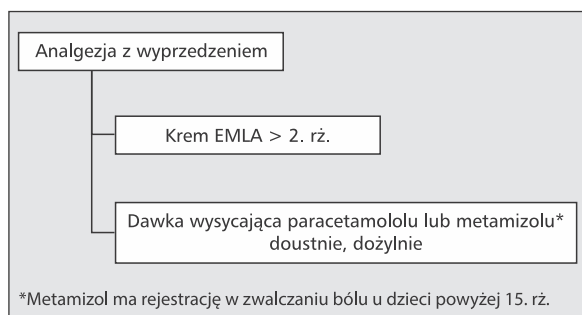 Analgezja z wyprzedzeniem
Krem EMLA > 2. rż.
Dawka wysycająca paracetamololu lub metamizolu*
doustnie, dożylnie
*Metamizol ma rejestrację w zwalczaniu bólu u dzieci powyżej 15. rż.